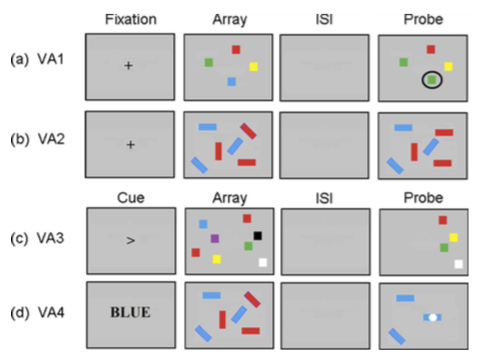 Fixation Array ISI Probe
(a) VA1
+
(b) VA2
+
Cue Array ISI Probe
(c) VA3
>
(d) VA4
BLUE